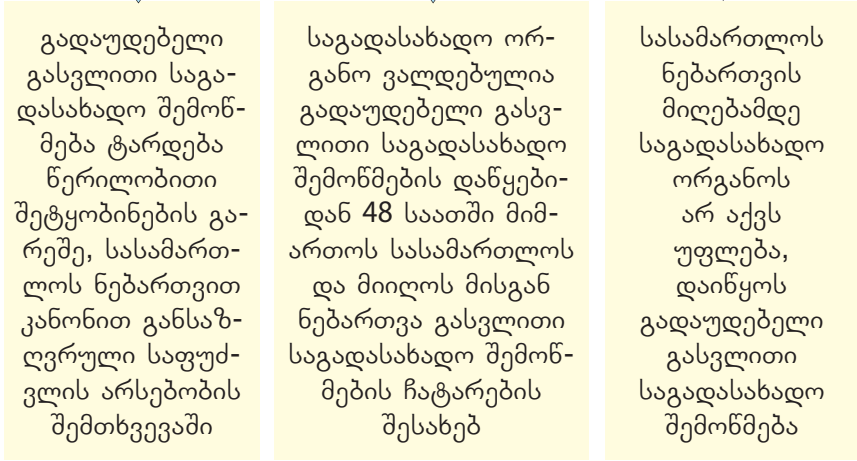 გადაუდებელი
გასვლითი საგა-
დასახადო შემოწ-
მება ტარდება
წერილობითი
შეტყობინების გა-
რეშე, სასამართ-
ლოს ნებართვით
კანონით განსაზ-
ღვრული საფუძ-
ვლის არსებობის
შემთხვევაში
საგადასახადო ორ-
განო ვალდებულია
გადაუდებელი გასვ-
ლითი საგადასახადო
შემოწმების დაწყები-
დან 48 საათში მიმ-
ართოს სასამართლოს
და მიიღოს მისგან
ნებართვა გასვლითი
საგადასახადო შემოწ-
მების ჩატარების
შესახებ
სასამართლოს
ნებართვის
მიღებამდე
საგადასახადო
ორგანოს
არ აქვს
უფლება,
დაიწყოს
გადაუდებელი
გასვლითი
საგადასახადო
შემოწმება